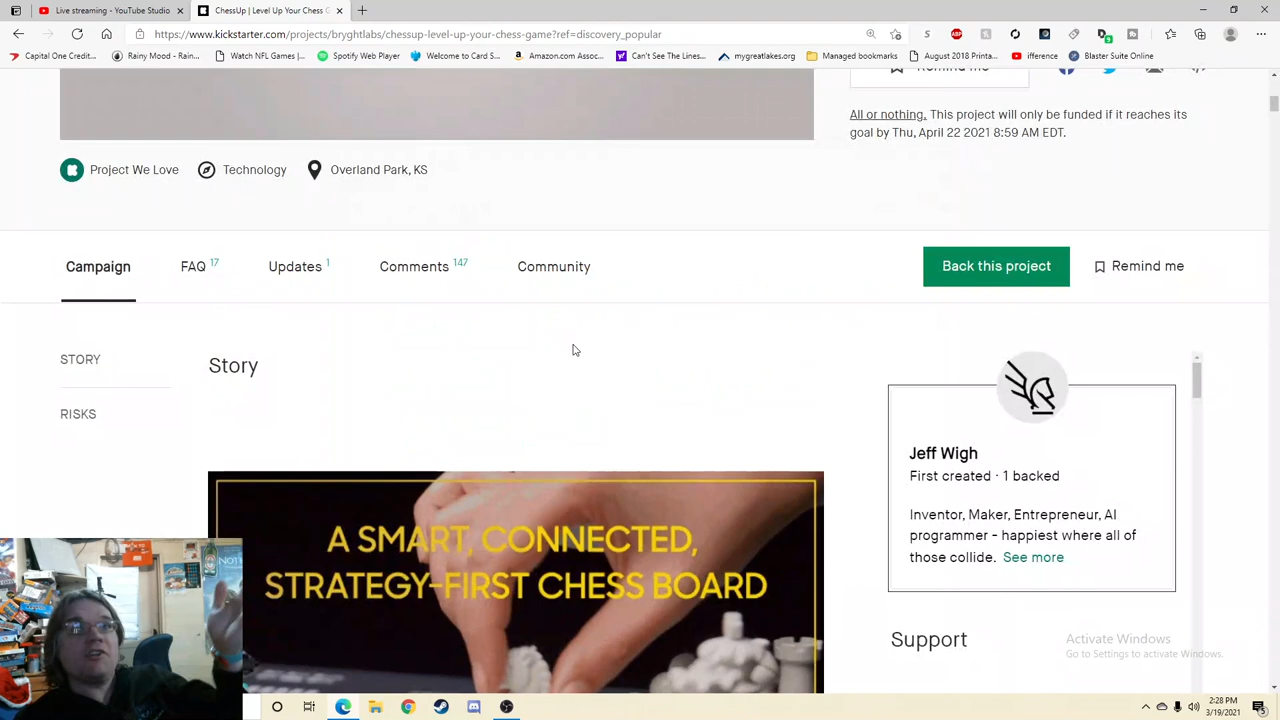 Live streaming - YouTube Studio
ChessUp | Level Up Your Chess G
https://www.kickstarter.com/projects/bryghtlabs/chessup-level-up-your-chess-game?ref=discovery_popular
Capital One Credit...
Rainy Mood - Rain...
Watch NFL Games |...
Spotify Web Player
Welcome to Card S...
Amazon.com Assoc...
Can't See The Lines...
mygreatlakes.org
Managed bookmarks
August 2018 Printa...
ifference
Blaster Suite Online
Remind me
All or nothing. This project will only be funded if it reaches its
goal by Thu, April 22 2021 8:59 AM EDT.
Project We Love
Technology
Overland Park, KS
Campaign
FAQ 17
Updates 1
Comments 147
Community
Back this project
Remind me
STORY
RISKS
Story
A SMART, CONNECTED,
STRATEGY-FIRST CHESS BOARD
Jeff Wigh
First created · 1 backed
Inventor, Maker, Entrepreneur, AI
programmer - happiest where all of
those collide. See more
Support
Activate Windows
Go to Settings to activate Windows.
2:28 PM
3/19/2021